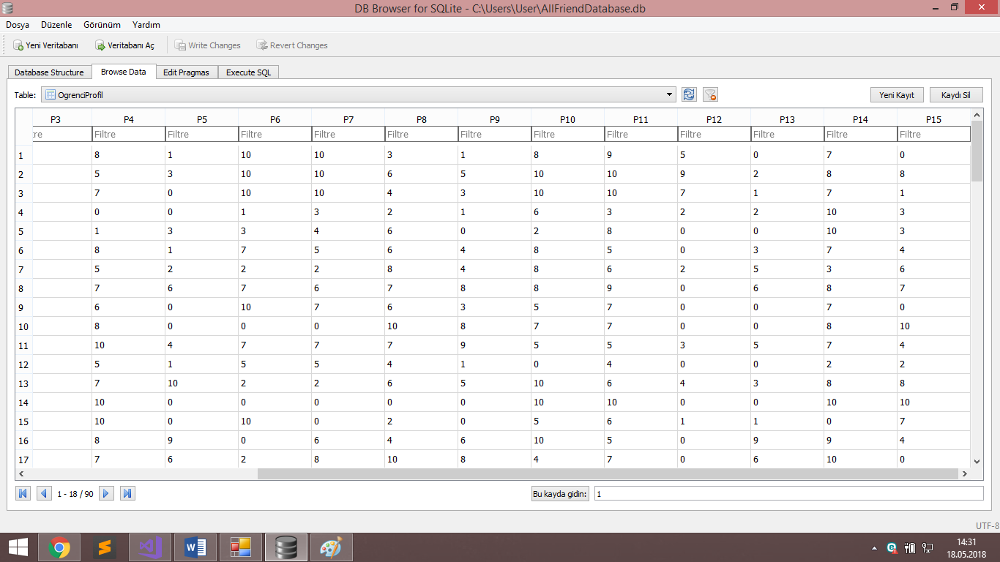 DB Browser for SQLite - C:\Users\User\AllFriendDatabase.db
Dosya Düzenle Görünüm Yardım
Yeni Veritabanı Veritabanı Aç Write Changes Revert Changes
Database Structure Browse Data Edit Pragmas Execute SQL
Table: OgrenciProfil Yeni Kayıt Kaydı Sil
P3 P4 P5 P6 P7 P8 P9 P10 P11 P12 P13 P14 P15
tre Filtre Filtre Filtre Filtre Filtre Filtre Filtre Filtre Filtre Filtre Filtre Filtre
1 8 1 10 10 3 1 8 9 5 0 7 0
2 5 3 10 10 6 5 10 10 9 2 8 8
3 7 0 10 10 4 3 10 10 7 1 7 1
4 0 0 1 3 2 1 6 3 2 2 10 3
5 1 3 3 4 6 0 2 8 0 0 10 3
6 8 1 7 5 6 4 8 5 0 3 7 4
7 5 2 2 2 8 4 8 6 2 5 3 6
8 7 6 7 6 7 8 8 9 0 6 8 7
9 6 0 10 7 6 3 5 7 0 0 7 0
10 8 0 0 0 10 8 7 7 0 0 8 10
11 10 4 7 7 7 9 5 5 3 5 7 4
12 5 1 5 5 4 1 0 4 0 0 2 2
13 7 10 2 2 6 5 10 6 4 3 8 8
14 10 0 0 0 0 0 10 10 0 0 10 10
15 10 0 10 0 2 0 5 6 1 1 0 7
16 8 9 0 6 4 6 10 5 0 9 9 4
17 7 6 2 8 10 8 4 7 0 6 10 0
1 - 18 / 90 Bu kayda gidin: 1
UTF-8
14:31
18.05.2018